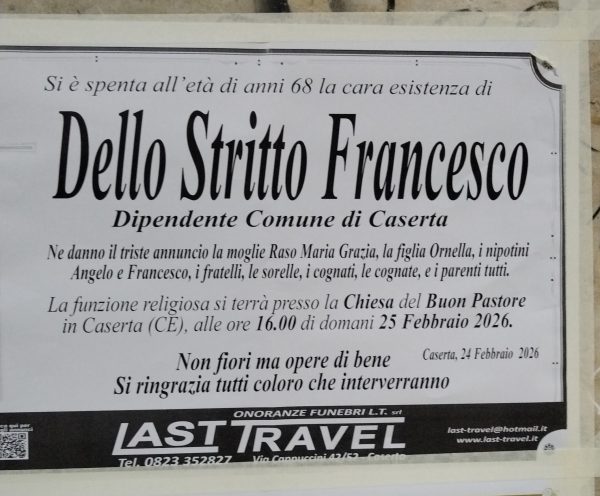 Si è spenta all'età di anni 68 la cara esistenza di
Dello Stritto Francesco
Dipendente Comune di Caserta
Ne danno il triste annuncio la moglie Raso Maria Grazia, la figlia Ornella, i nipotini
Angelo e Francesco, i fratelli, le sorelle, i cognati, le cognate, e i parenti tutti.
La funzione religiosa si terrà presso la Chiesa del Buon Pastore
in Caserta (CE), alle ore 16.00 di domani 25 Febbraio 2026.
Caserta, 24 Febbraio 2026
Non fiori ma opere di bene
Si ringrazia tutti coloro che interverranno
ONORANZE FUNEBRI L.T. srl
LAST TRAVEL
Tel. 0823 352827 Via Cappuccini 42/52 - Caserta
last-travel@hotmail.it
www.last-travel.it